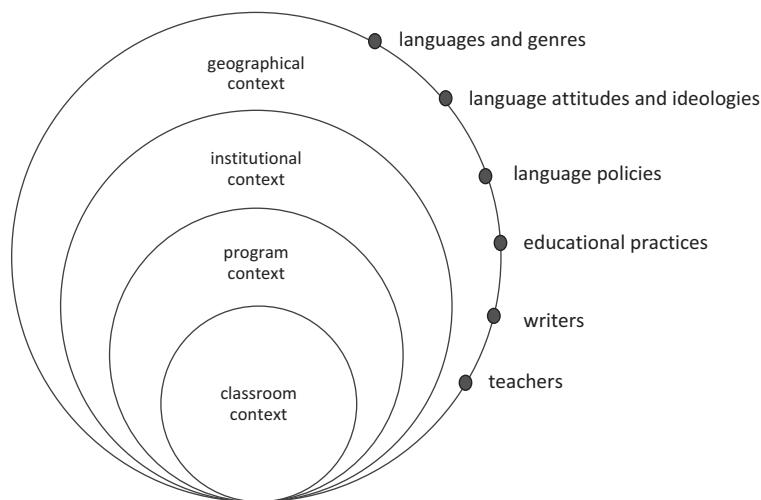 geographical
context
institutional
context
program
context
classroom
context
languages and genres
language attitudes and ideologies
language policies
educational practices
writers
teachers